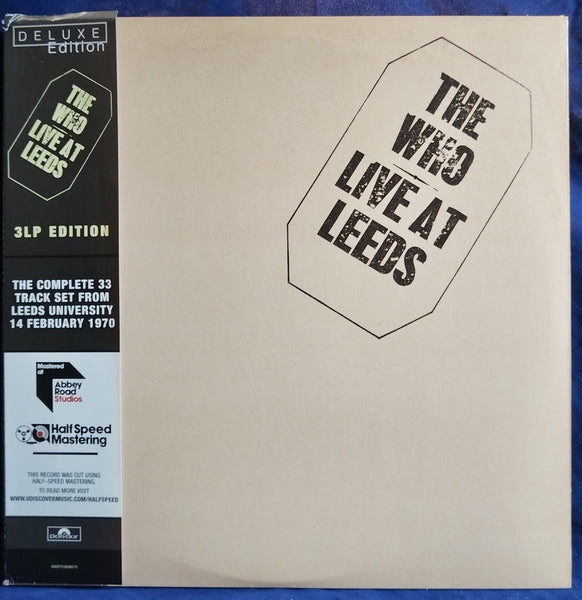 DELUXE
Edition
THE
WHO
LIVE AT
LEEDS
3LP EDITION
THE COMPLETE 33
TRACK SET FROM
LEEDS UNIVERSITY
14 FEBRUARY 1970
Mastered
at
Abbey
Road
Studios
Half Speed
Mastering
THIS RECORD WAS CUT USING
HALF-SPEED MASTERING.
TO READ MORE VISIT
WWW.UDISCOVERMUSIC.COM/HALFSPEED
Polydor
THE
WHO
LIVE AT
LEEDS